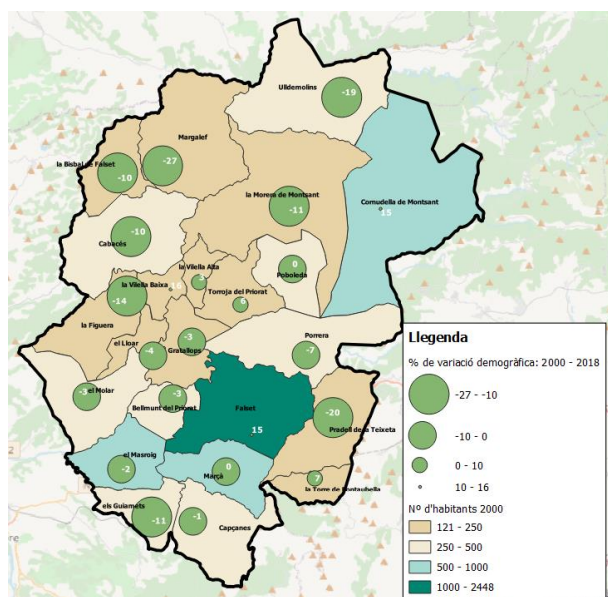 Ulldemolins
-19
Margalef
-27
la Bisbal de Falset
-10
la Morera de Montsant
-11
Cornudella de Montsant
15
-10
Cabacés
0
Poboleda
la Vilella Alta
la Vilella Baixa
16
Torroja del Priorat
6
-14
la Figuera
-3
el Lloar
Gratallops
-4
Porrera
-7
el Molar
-3
Bellmunt del Priorat
Falset
15
-20
Pradell de la Teixeta
el Masroig
-2
0
Marçà
7
la Torre de Fontaubella
els Guiamets
-11
-1
Capçanes
Llegenda
% de variació demogràfica: 2000 - 2018
-27 - -10
-10 - 0
0 - 10
10 - 16
Nº d'habitants 2000
121 - 250
250 - 500
500 - 1000
1000 - 2448